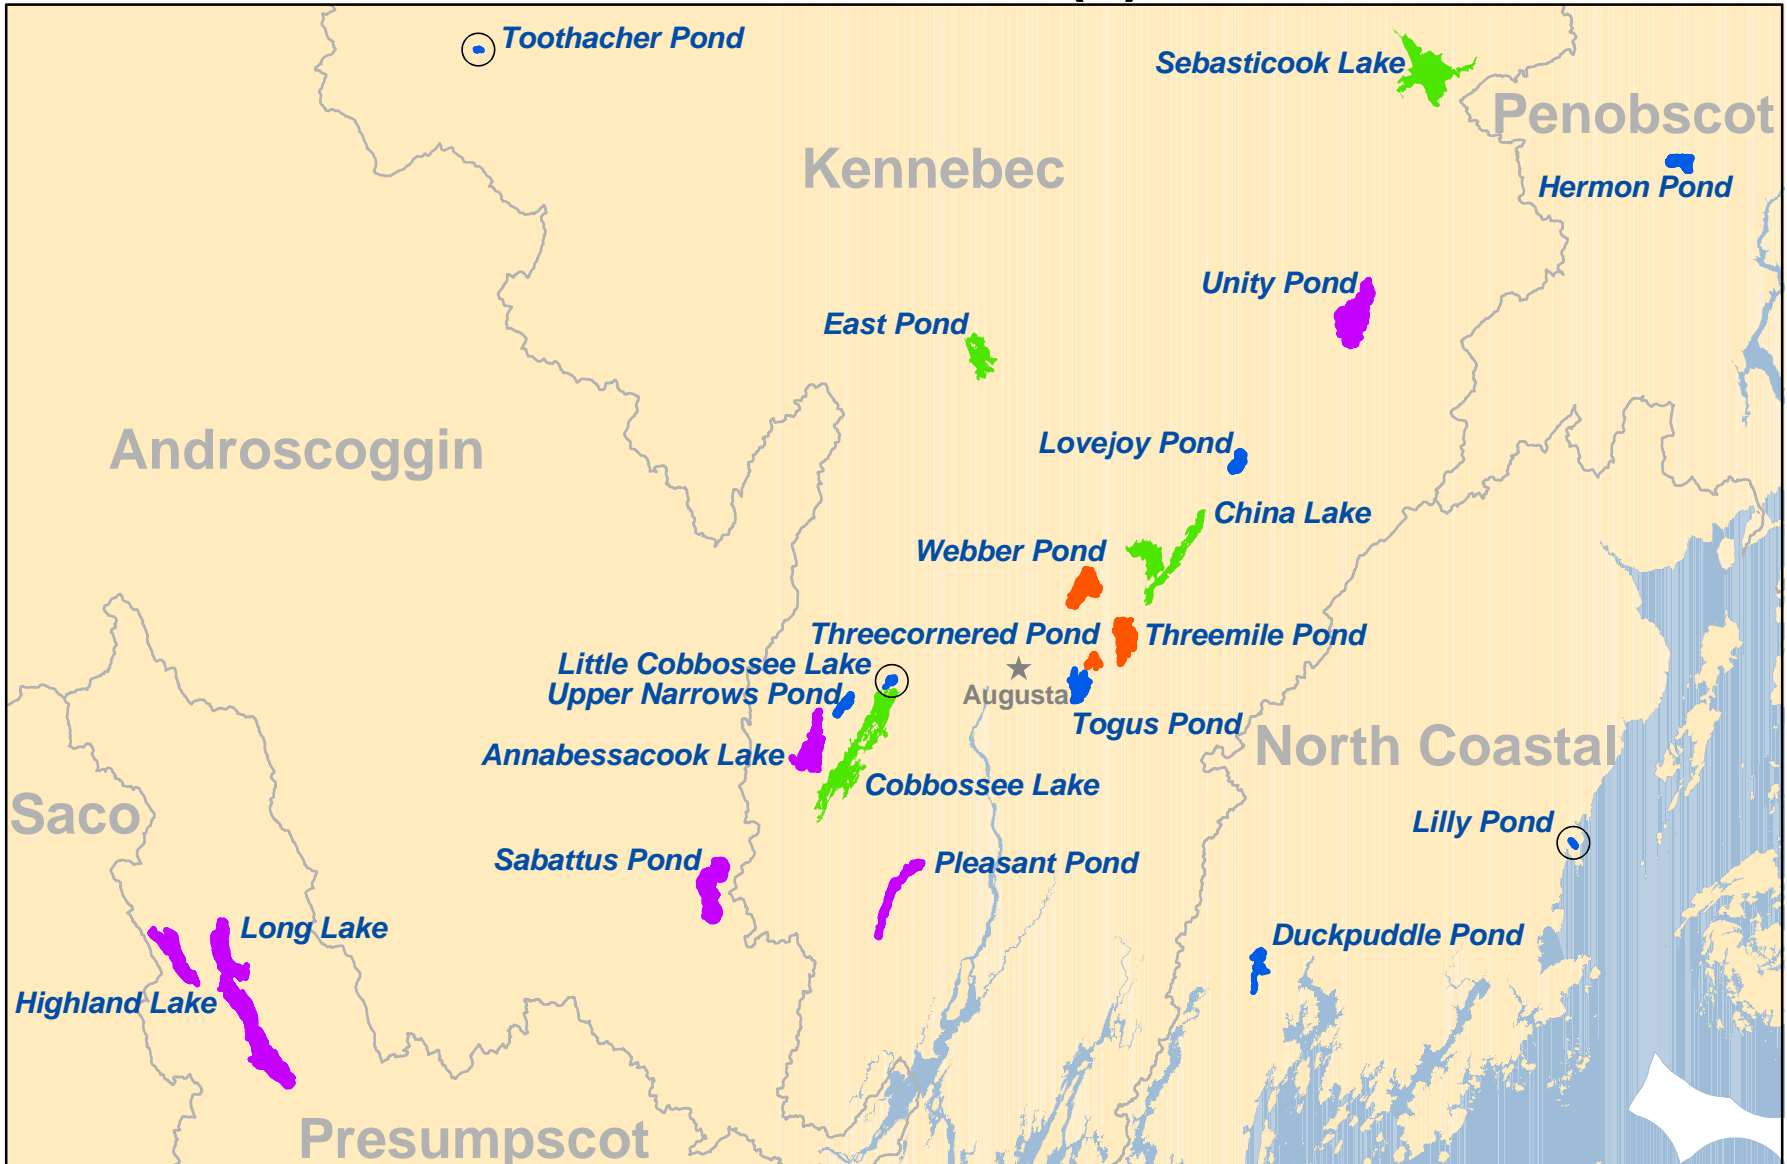 Toothacher Pond
Sebasticook Lake
Penobscot
Kennebec
Hermon Pond
Unity Pond
East Pond
Androscoggin
Lovejoy Pond
China Lake
Webber Pond
Threecornered Pond
Threemile Pond
Little Cobbossee Lake
Upper Narrows Pond
Augusta
Togus Pond
North Coastal
Annabessacook Lake
Cobbossee Lake
Saco
Lilly Pond
Sabattus Pond
Pleasant Pond
Long Lake
Duckpuddle Pond
Highland Lake
Presumpscot